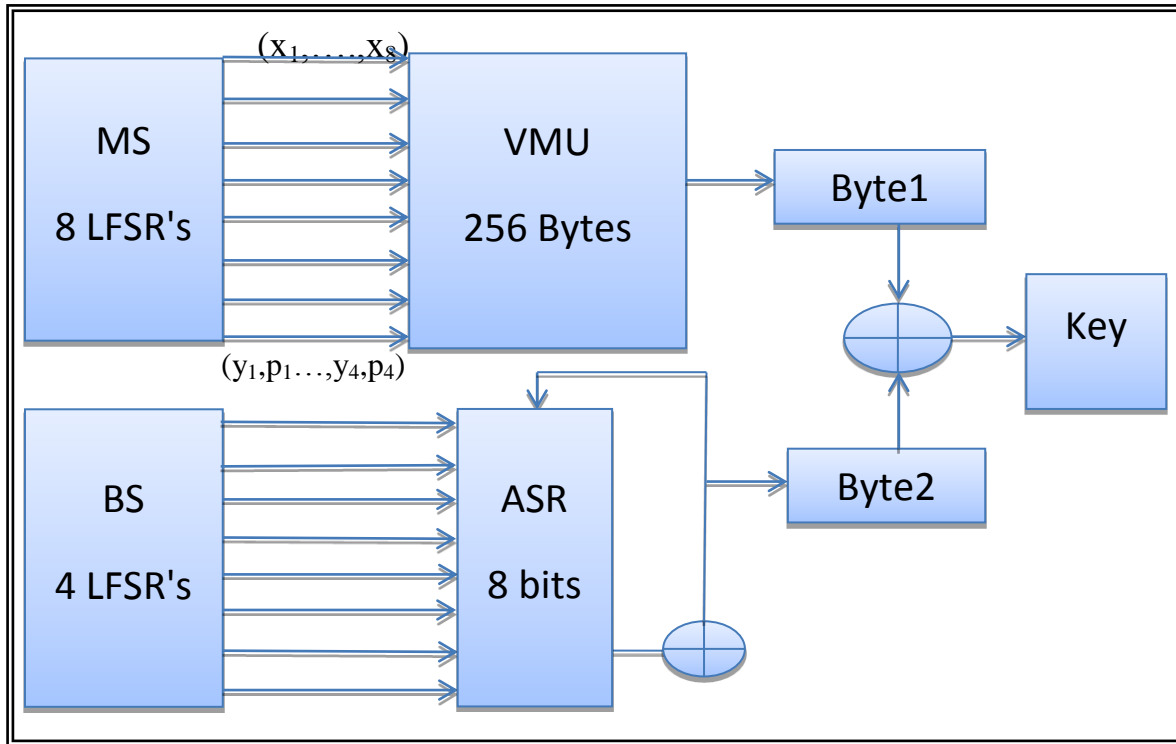 (x₁,….,x₈)
MS
8 LFSR's
VMU
256 Bytes
Byte1
Key
(y₁,p₁…,y₄,p₄)
BS
4 LFSR's
ASR
8 bits
Byte2